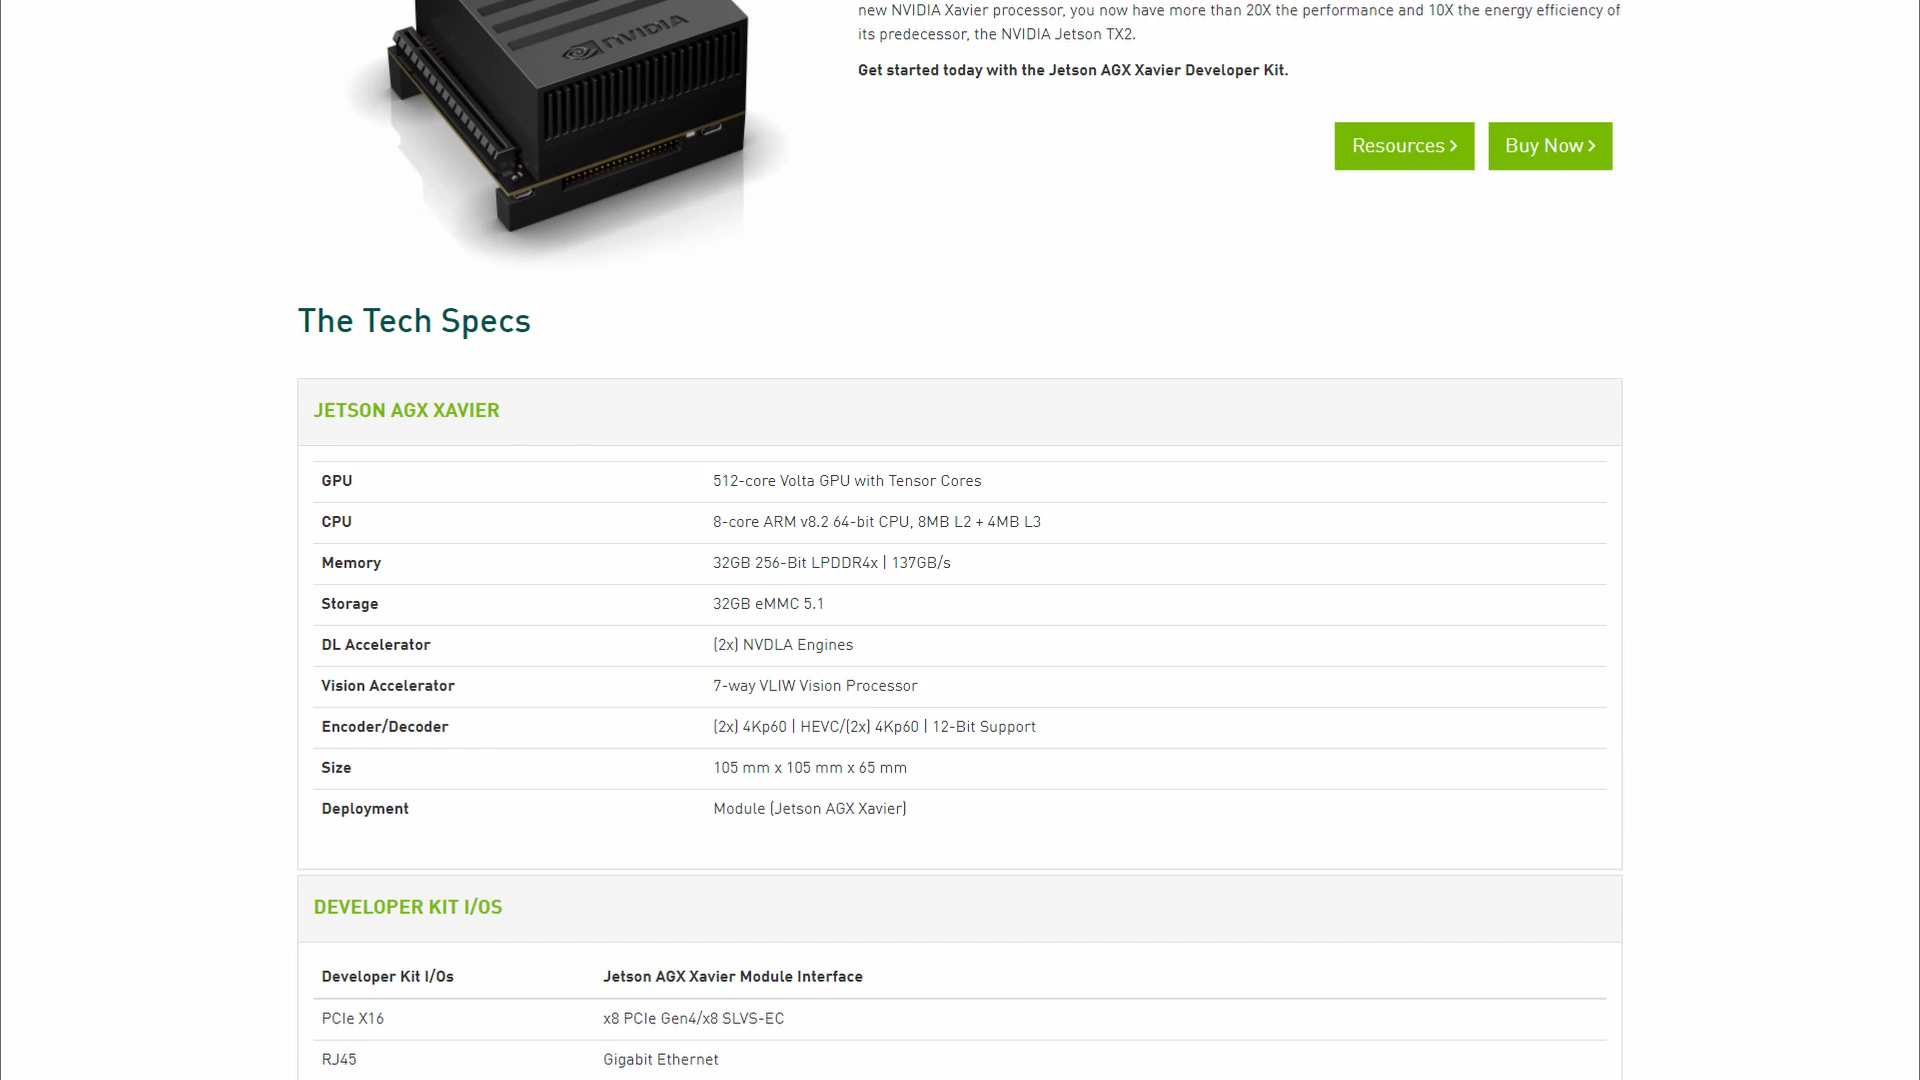 NVIDIA
new NVIDIA Xavier processor, you now have more than 20X the performance and 10X the energy efficiency of
its predecessor, the NVIDIA Jetson TX2.
Get started today with the Jetson AGX Xavier Developer Kit.
Resources
Buy Now
The Tech Specs
JETSON AGX XAVIER
GPU 512-core Volta GPU with Tensor Cores
CPU 8-core ARM v8.2 64-bit CPU, 8MB L2 + 4MB L3
Memory 32GB 256-Bit LPDDR4x | 137GB/s
Storage 32GB eMMC 5.1
DL Accelerator (2x) NVDLA Engines
Vision Accelerator 7-way VLIW Vision Processor
Encoder/Decoder (2x) 4Kp60 | HEVC/(2x) 4Kp60 | 12-Bit Support
Size 105 mm x 105 mm x 65 mm
Deployment Module (Jetson AGX Xavier)
DEVELOPER KIT I/OS
Developer Kit I/Os Jetson AGX Xavier Module Interface
PCIe X16 x8 PCIe Gen4/x8 SLVS-EC
RJ45 Gigabit Ethernet